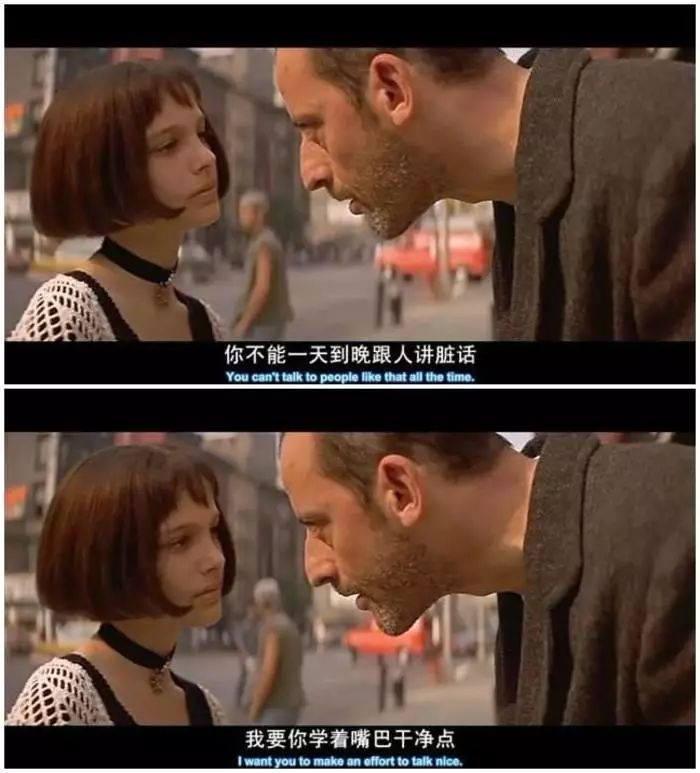 你不能一天到晚跟人讲脏话
You can't talk to people like that all the time.
我要你学着嘴巴干净点
I want you to make an effort to talk nice.